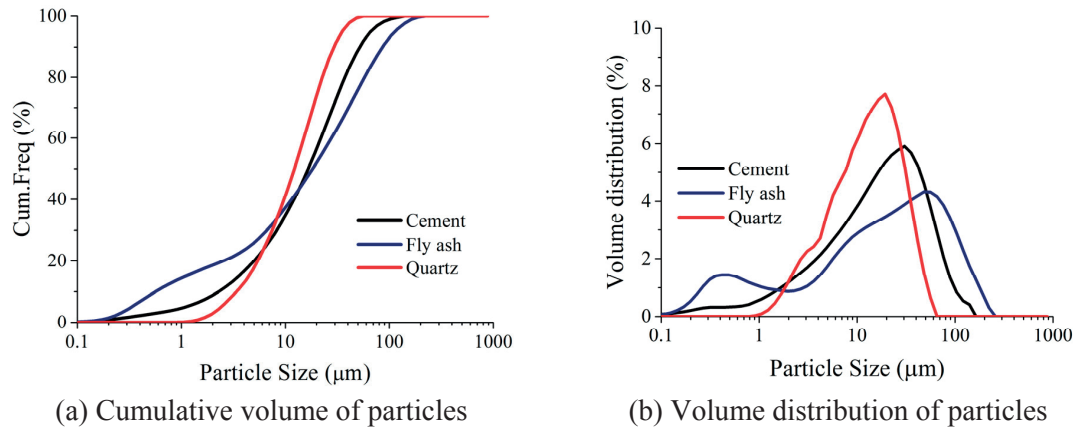 100
80
60
40
20
0
Cum.Freq (%)
Cement
Fly ash
Quartz
0.1 1 10 100 1000
Particle Size (μm)
(a) Cumulative volume of particles
10
8
6
4
2
0
Volume distribution (%)
Cement
Fly ash
Quartz
0.1 1 10 100 1000
Particle Size (μm)
(b) Volume distribution of particles